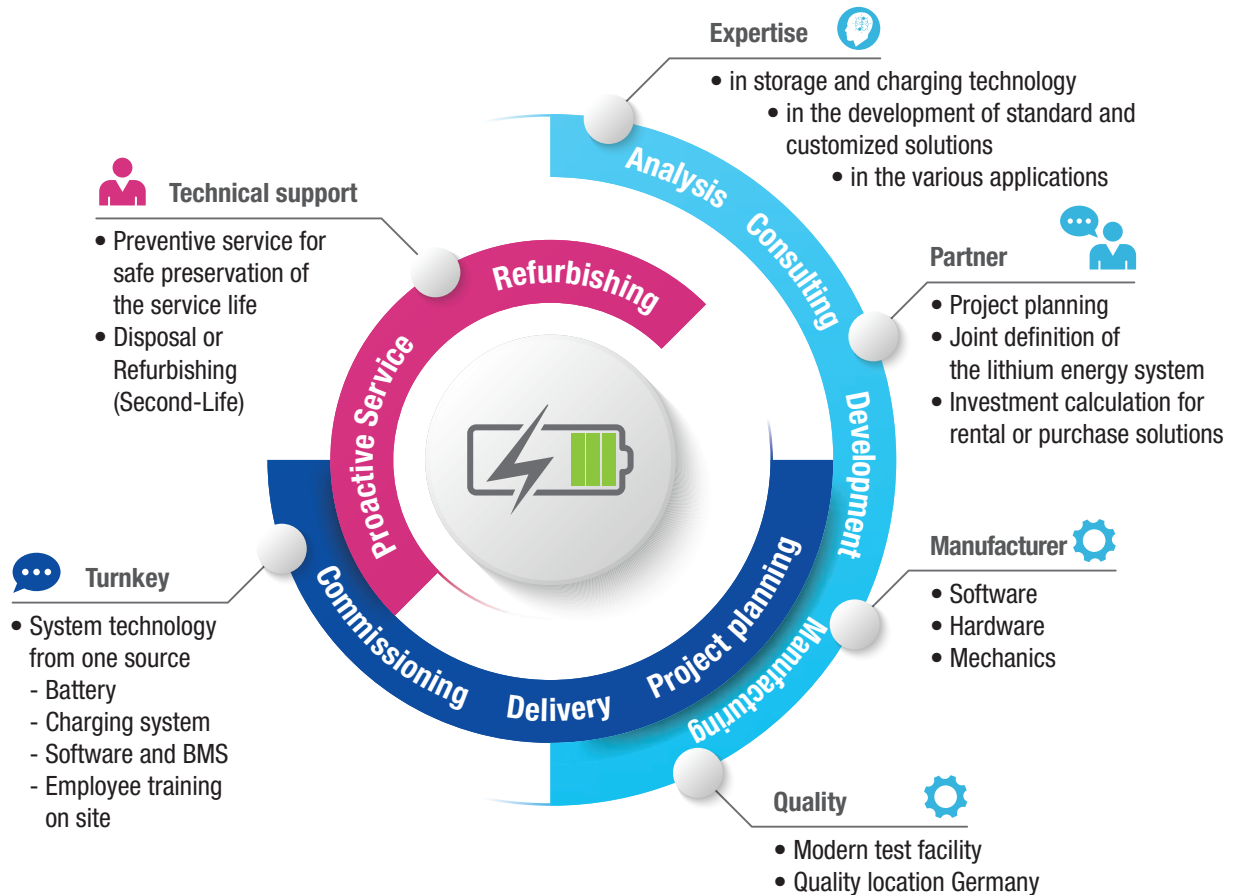 Expertise
• in storage and charging technology
• in the development of standard and
customized solutions
• in the various applications
Partner
• Project planning
• Joint definition of
the lithium energy system
• Investment calculation for
rental or purchase solutions
Manufacturer
• Software
• Hardware
• Mechanics
Quality
• Modern test facility
• Quality location Germany
Turnkey
• System technology
from one source
- Battery
- Charging system
- Software and BMS
- Employee training
on site
Technical support
• Preventive service for
safe preservation of
the service life
• Disposal or
Refurbishing
(Second-Life)
Analysis
Consulting
Development
Manufacturing
Project planning
Delivery
Commissioning
Proactive Service
Refurbishing